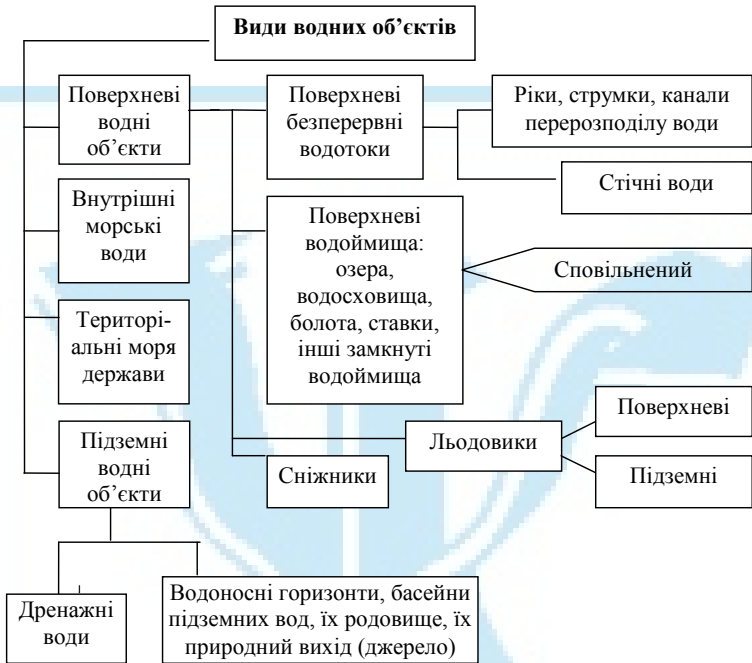 Види водних об’єктів
Поверхневі
водні
об’єкти
Поверхневі
безперервні
водотоки
Ріки, струмки, канали
перерозподілу води
Стічні води
Внутрішні
морські
води
Поверхневі
водоймища:
озера,
водосховища,
болота, ставки,
інші замкнуті
водоймища
Сповільнений
Територі-
альні моря
держави
Підземні
водні
об’єкти
Сніжники
Льодовики
Поверхневі
Підземні
Дренажні
води
Водоносні горизонти, басейни
підземних вод, їх родовище, їх
природний вихід (джерело)